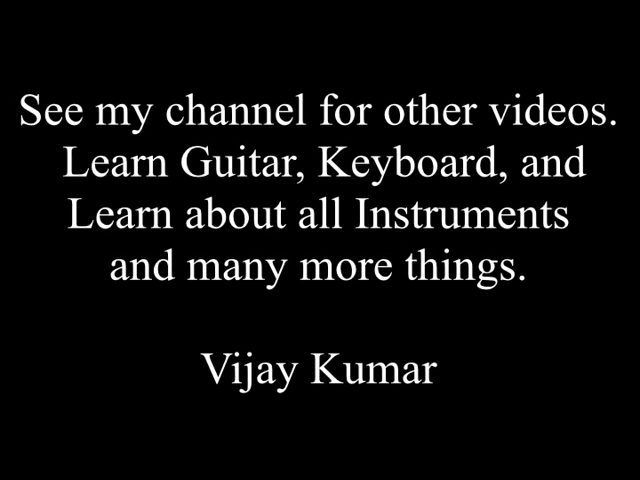 See my channel for other videos.
Learn Guitar, Keyboard, and
Learn about all Instruments
and many more things.
Vijay Kumar